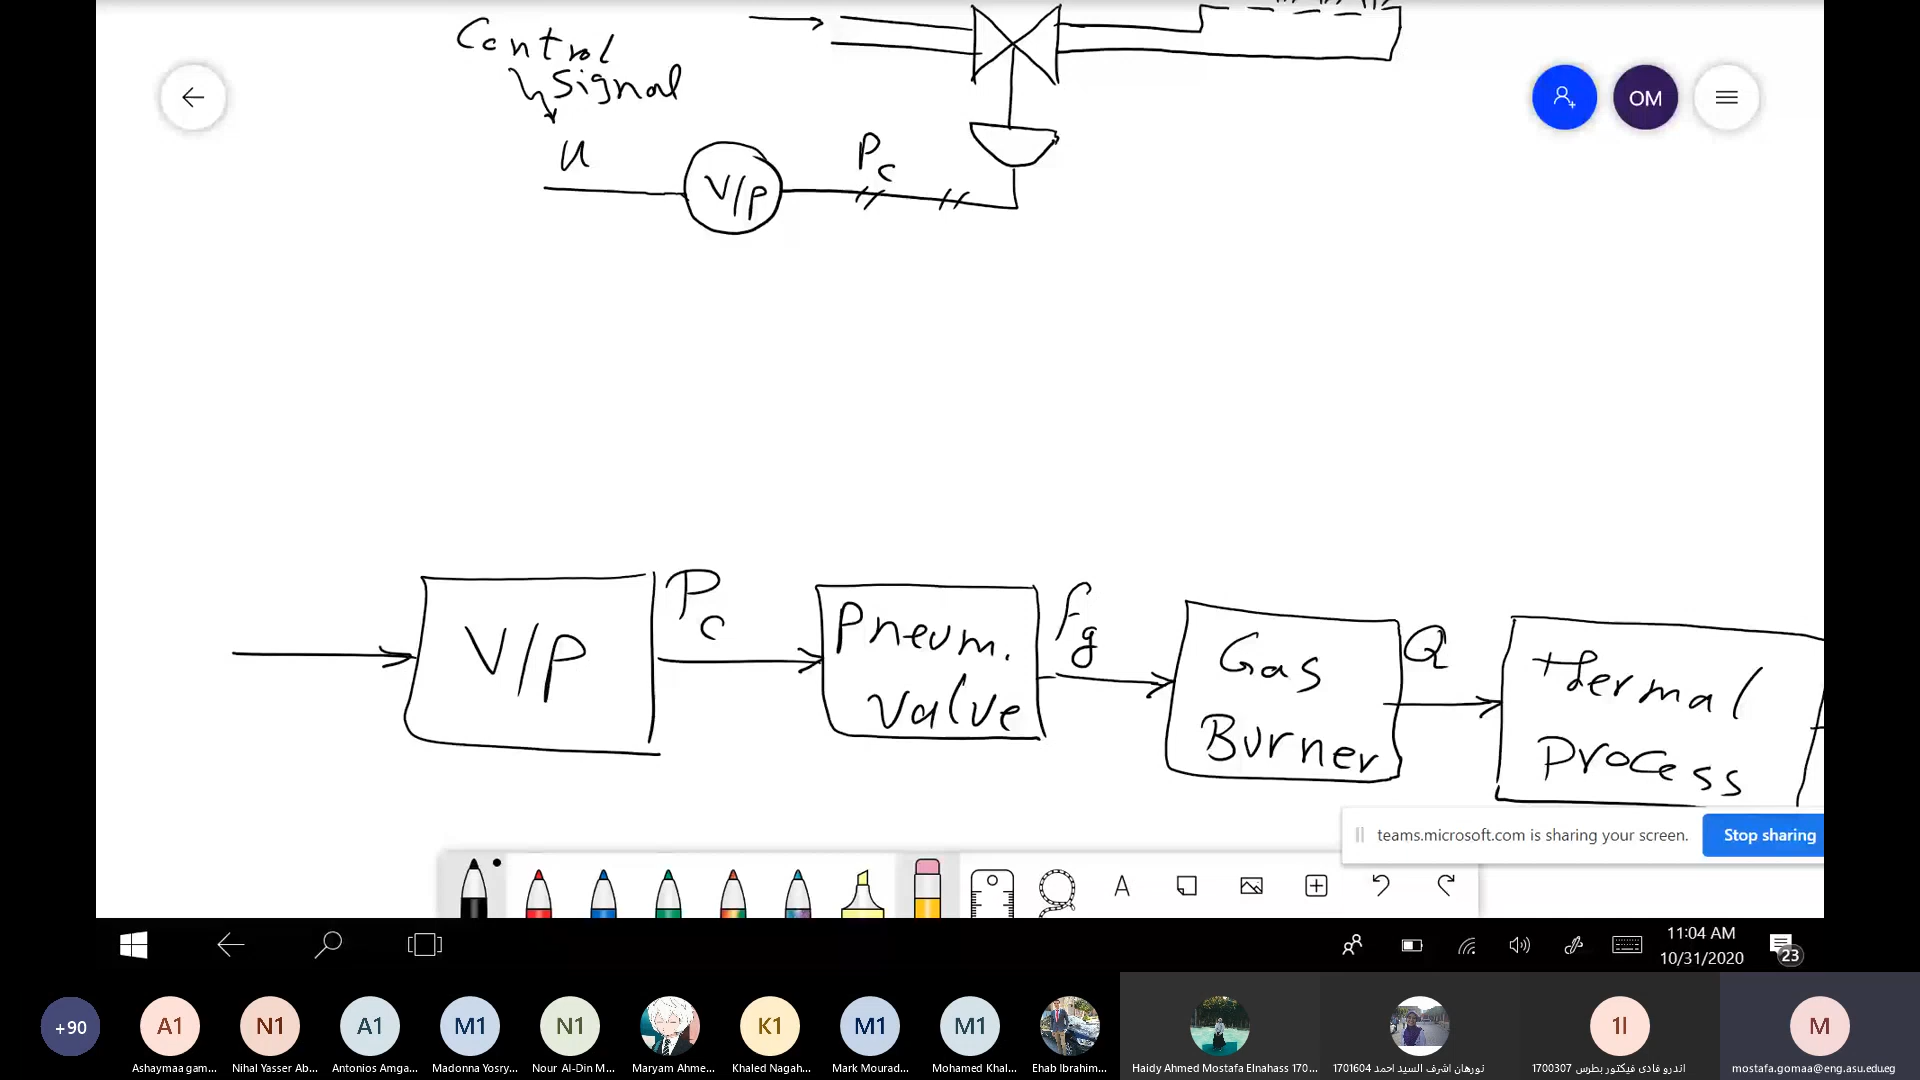 Control
Signal
u
V/P
Pc
OM
V/P
Pc
Pneum.
valve
Fg
Gas
Burner
Q
thermal
process
teams.microsoft.com is sharing your screen.
Stop sharing
A
11:04 AM
10/31/2020
23
+90
A1
N1
A1
M1
N1
K1
M1
M1
1I
M
Ashaymaa gam...
Nihal Yasser Ab...
Antonios Amga...
Madonna Yosry...
Nour Al-Din M...
Maryam Ahme...
Khaled Nagah...
Mark Mourad...
Mohamed Khal...
Ehab Ibrahim...
Haidy Ahmed Mostafa Elnahass 170...
نورهان اشرف السيد احمد 1701604
اندرو فادى فيكتور بطرس 1700307
mostafa.gomaa@eng.asu.edu.eg